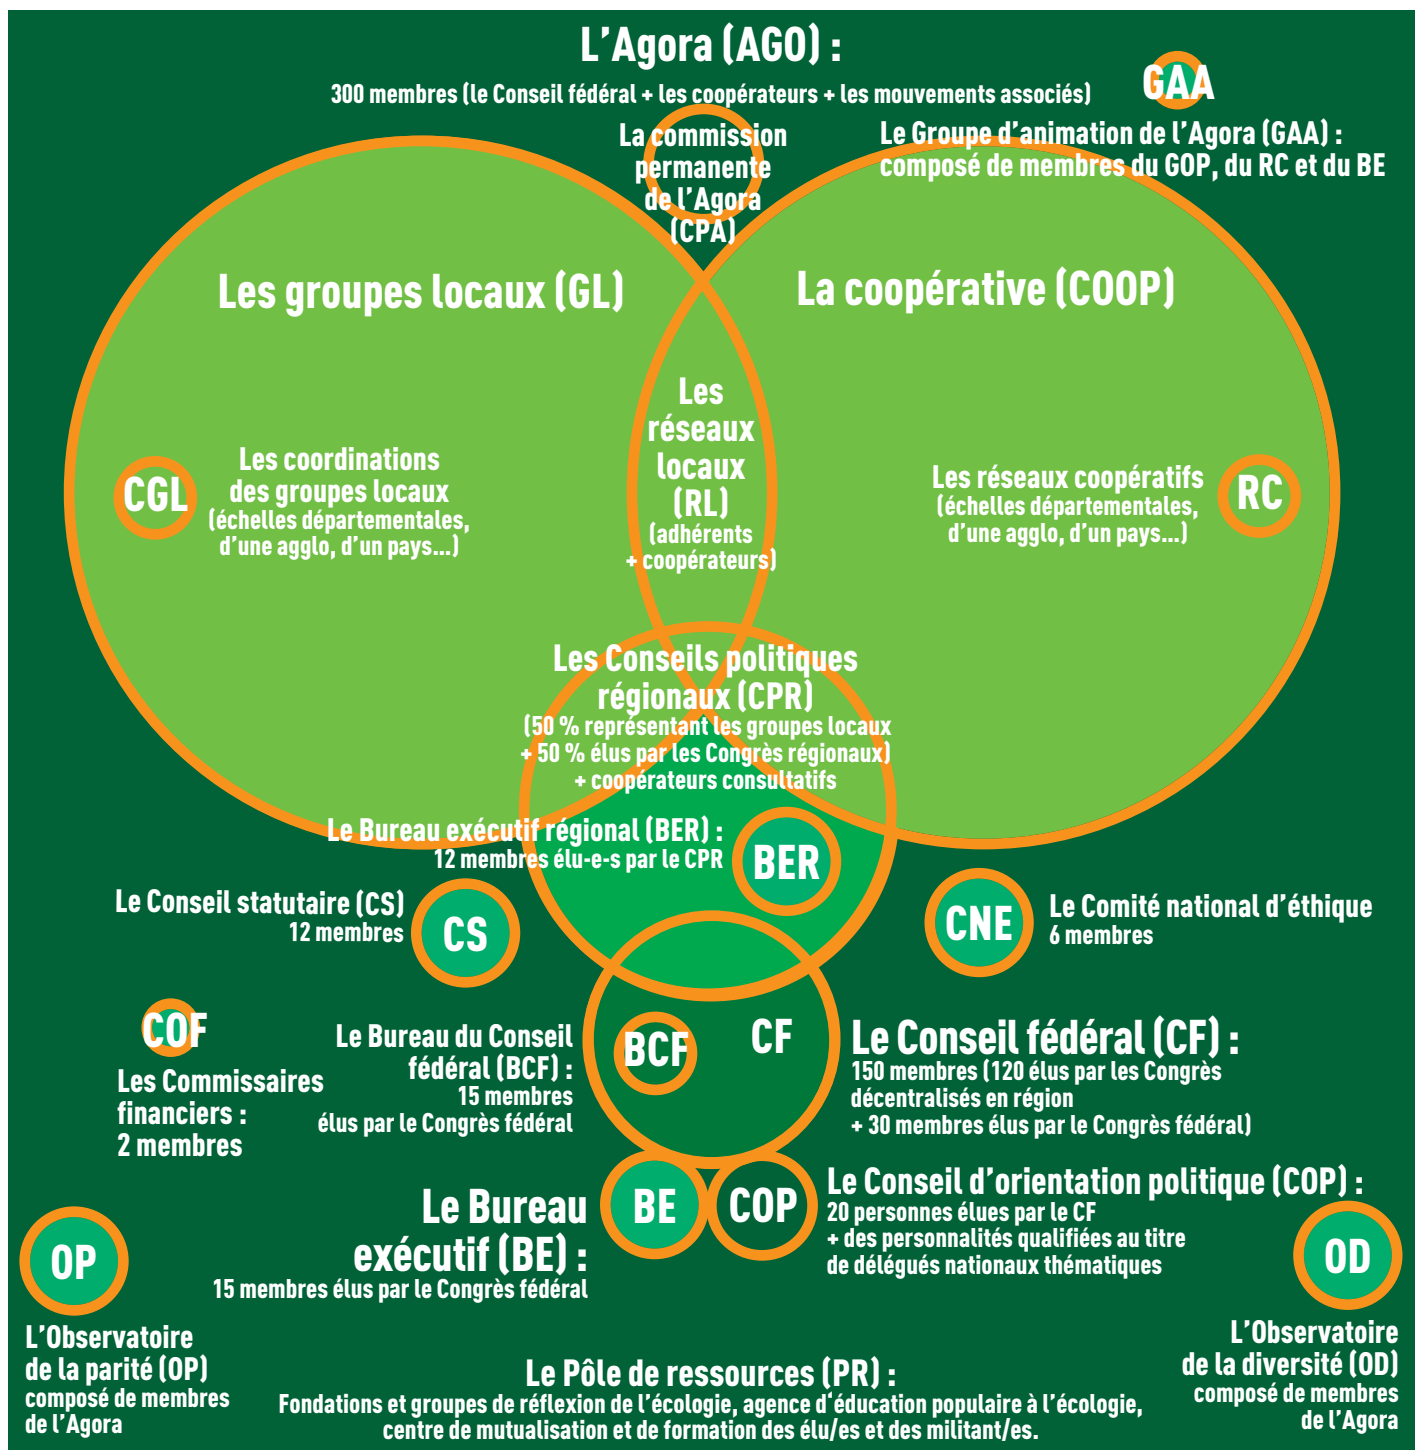 L'Agora (AGO) :
300 membres (le Conseil fédéral + les coopérateurs + les mouvements associés)
GAA
Le Groupe d'animation de l'Agora (GAA) :
composé de membres du GOP, du RC et du BE
La commission
permanente
de l'Agora
(CPA)
Les groupes locaux (GL)
La coopérative (COOP)
Les
réseaux
locaux
(RL)
(adhérents
+ coopérateurs)
CGL
Les coordinations
des groupes locaux
(échelles départementales,
d'une agglo, d'un pays...)
Les réseaux coopératifs
(échelles départementales,
d'une agglo, d'un pays...)
RC
Les Conseils politiques
régionaux (CPR)
(50 % représentant les groupes locaux
+ 50 % élus par les Congrès régionaux)
+ coopérateurs consultatifs
Le Bureau exécutif régional (BER) :
12 membres élu-e-s par le CPR
BER
Le Conseil statutaire (CS)
12 membres
CS
CNE
Le Comité national d'éthique
6 membres
COF
Les Commissaires
financiers :
2 membres
Le Bureau du Conseil
fédéral (BCF) :
15 membres
élus par le Congrès fédéral
BCF
CF
Le Conseil fédéral (CF) :
150 membres (120 élus par les Congrès
décentralisés en région
+ 30 membres élus par le Congrès fédéral)
Le Bureau
exécutif (BE) :
15 membres élus par le Congrès fédéral
BE
COP
Le Conseil d'orientation politique (COP) :
20 personnes élues par le CF
+ des personnalités qualifiées au titre
de délégués nationaux thématiques
OP
L'Observatoire
de la parité (OP)
composé de membres
de l'Agora
OD
L'Observatoire
de la diversité (OD)
composé de membres
de l'Agora
Le Pôle de ressources (PR) :
Fondations et groupes de réflexion de l'écologie, agence d'éducation populaire à l'écologie,
centre de mutualisation et de formation des élu/es et des militant/es.